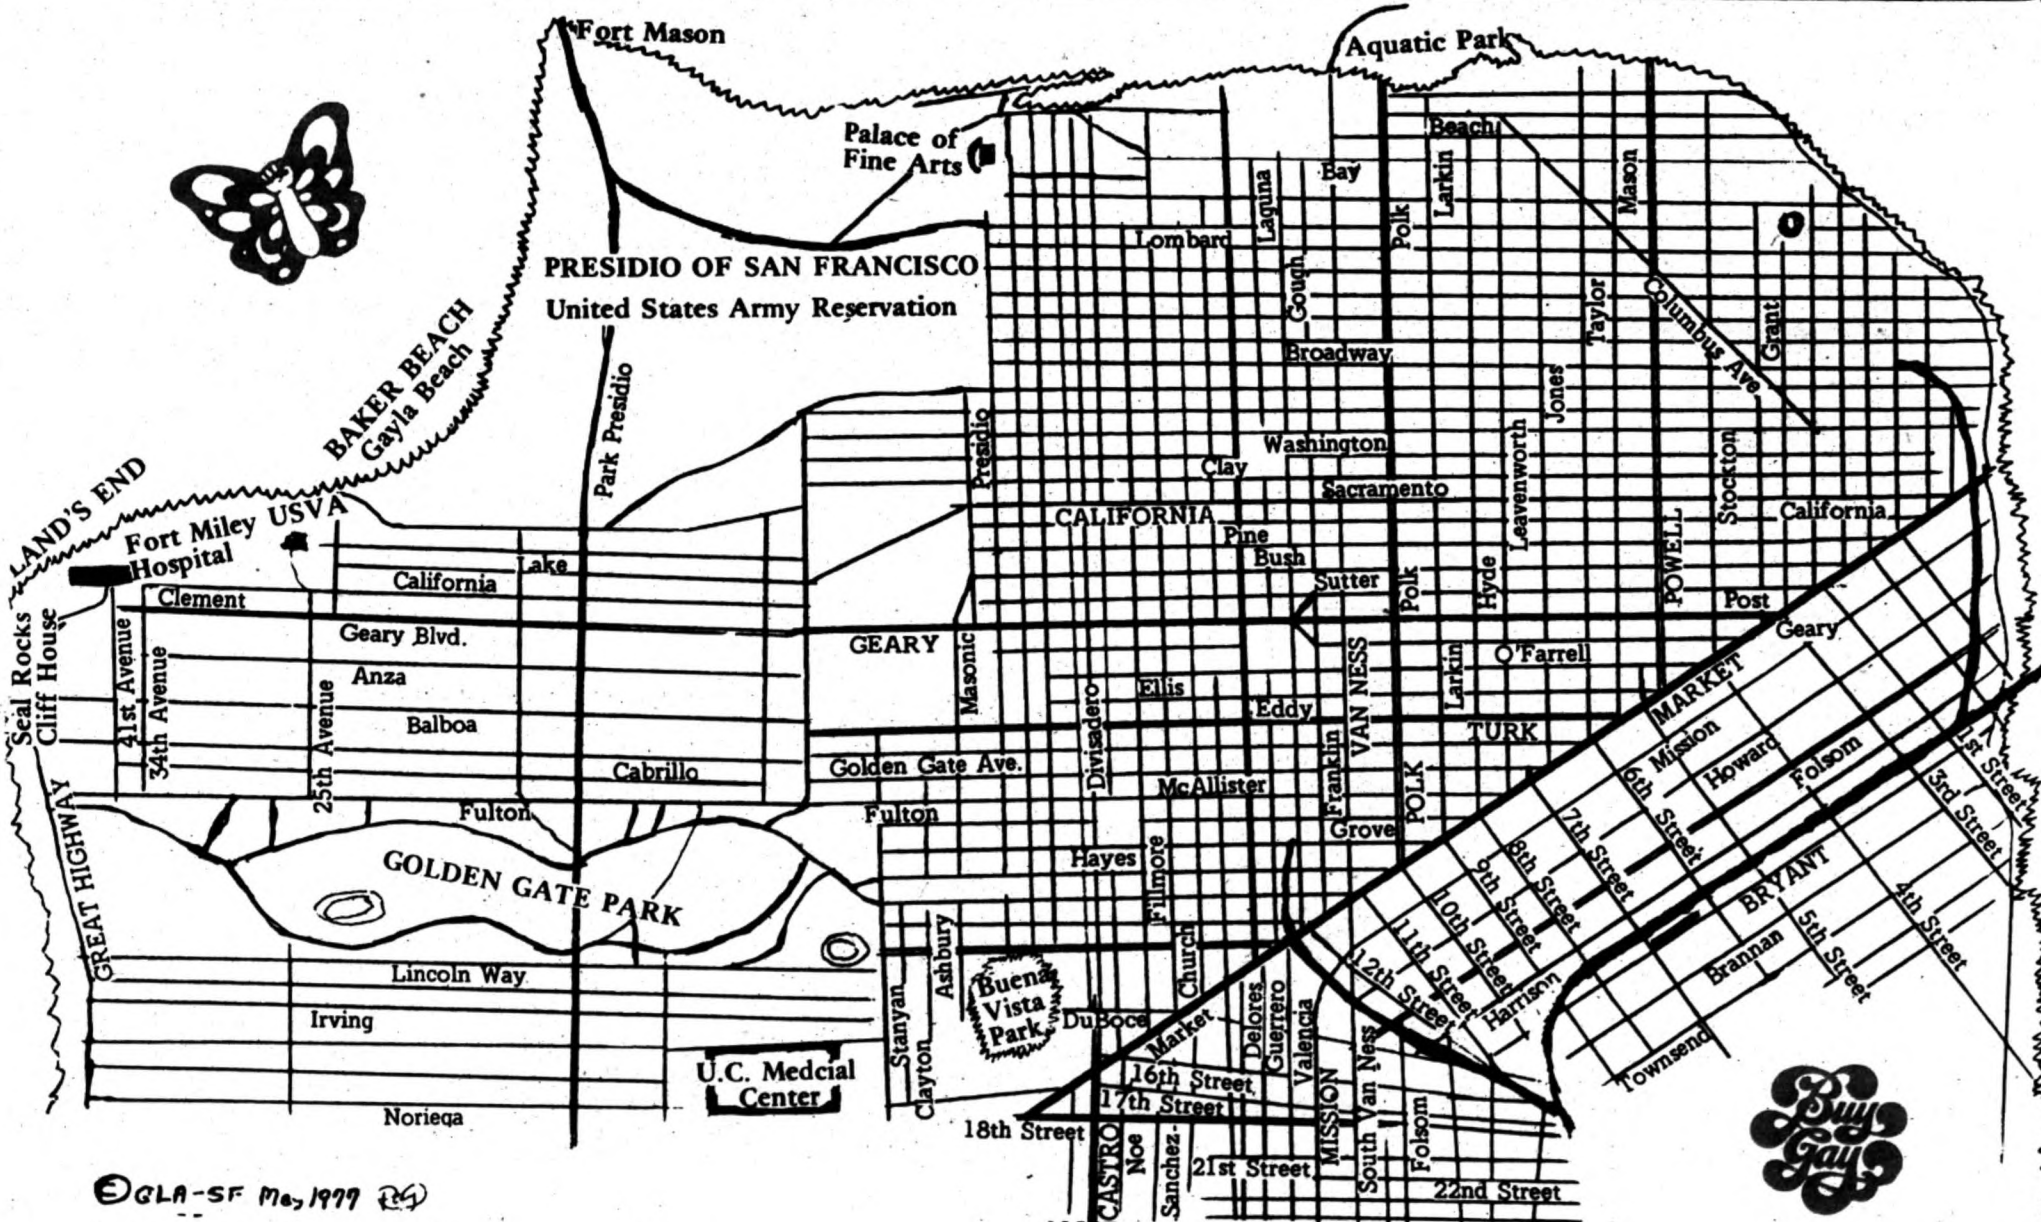 Fort Mason
Aquatic Park
Palace of
Fine Arts
Beach
Bay
Larkin
Mason
Laguna
Polk
Lombard
PRESIDIO OF SAN FRANCISCO
United States Army Reservation
Gough
Taylor
Columbus Ave.
Grant
Broadway
BAKER BEACH
Gayla Beach
Park Presidio
Presidio
Jones
Washington
Leavenworth
Stockton
Clay
Sacramento
LAND'S END
Fort Miley USVA
Hospital
CALIFORNIA
California
Pine
Bush
Lake
California
Sutter
Polk
Hyde
POWELL
Clement
Post
Seal Rocks
Cliff House
41st Avenue
34th Avenue
25th Avenue
Geary Blvd.
GEARY
Geary
Masonic
Anza
O'Farrell
Larkin
VAN NESS
Ellis
MARKET
Divisadero
Eddy
Balboa
TURK
Mission
Howard
Folsom
1st Street
Cabrillo
Golden Gate Ave.
Franklin
McAllister
POLK
6th Street
3rd Street
GREAT HIGHWAY
Fulton
Fulton
Grove
7th Street
GOLDEN GATE PARK
Hayes
Fillmore
8th Street
9th Street
BRYANT
10th Street
11th Street
12th Street
4th Street
5th Street
Ashbury
Church
Brannan
Lincoln Way
Buena
Vista
Park
Stanyan
Harrison
Irving
DuBoce
Market
Delores
Guerrero
Valencia
Clayton
Townsend
U.C. Medcial
Center
16th Street
17th Street
MISSION
South Van Ness
Folsom
Noriega
18th Street
CASTRO
Noe
Sanchez
21st Street
22nd Street
Buy
Gay
GLA-SF May 1977